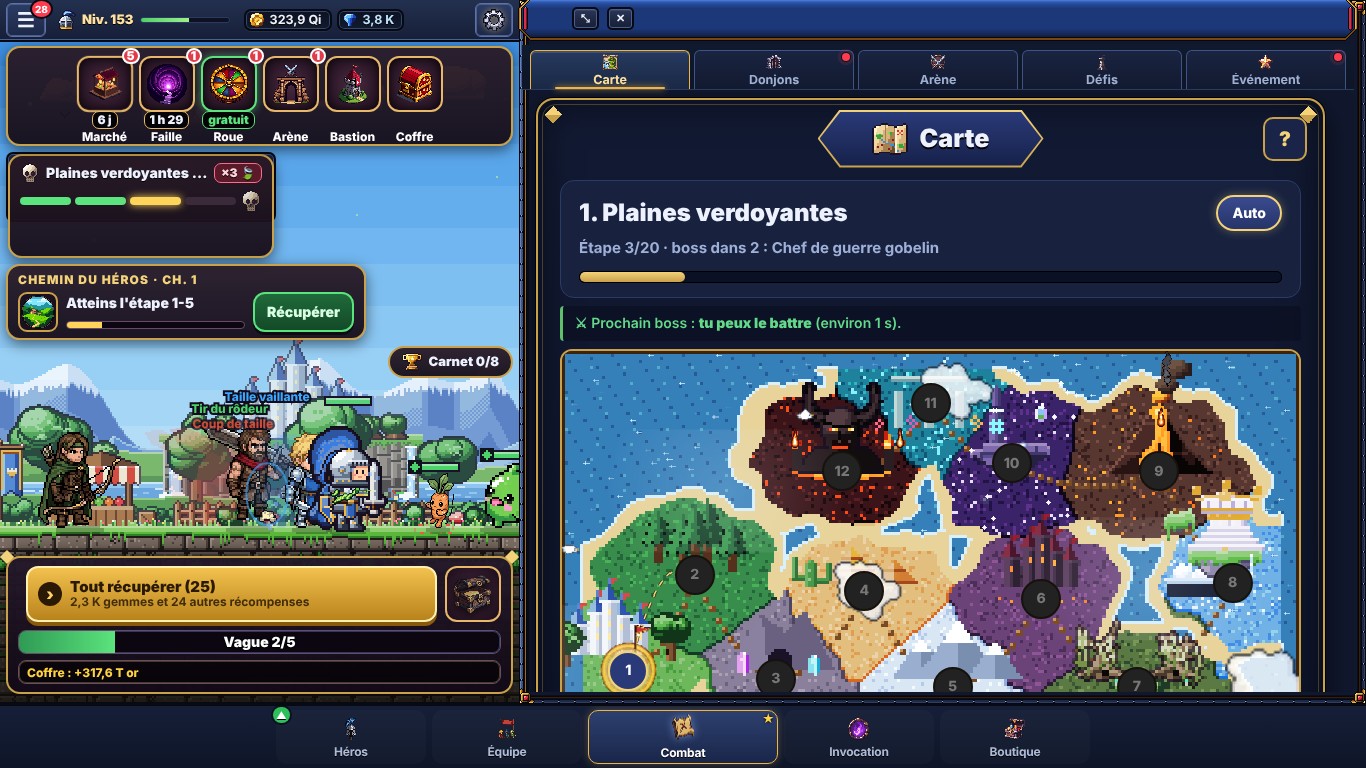 28
Niv. 153
323,9 Qi
3,8 K
5
1
1
1
6 j
1 h 29
gratuit
Marché
Faille
Roue
Arène
Bastion
Coffre
Plaines verdoyantes ...
×3
CHEMIN DU HÉROS · CH. 1
Atteins l'étape 1-5
Récupérer
Carnet 0/8
Taille vaillante
Tir du rôdeur
Coup de taille
Tout récupérer (25)
2,3 K gemmes et 24 autres récompenses
Vague 2/5
Coffre : +317,6 T or
Carte
Donjons
Arène
Défis
Événement
Carte
?
1. Plaines verdoyantes
Auto
Étape 3/20 · boss dans 2 : Chef de guerre gobelin
Prochain boss : tu peux le battre (environ 1 s).
11
12
10
9
2
4
6
8
1
3
5
7
Héros
Équipe
Combat
Invocation
Boutique